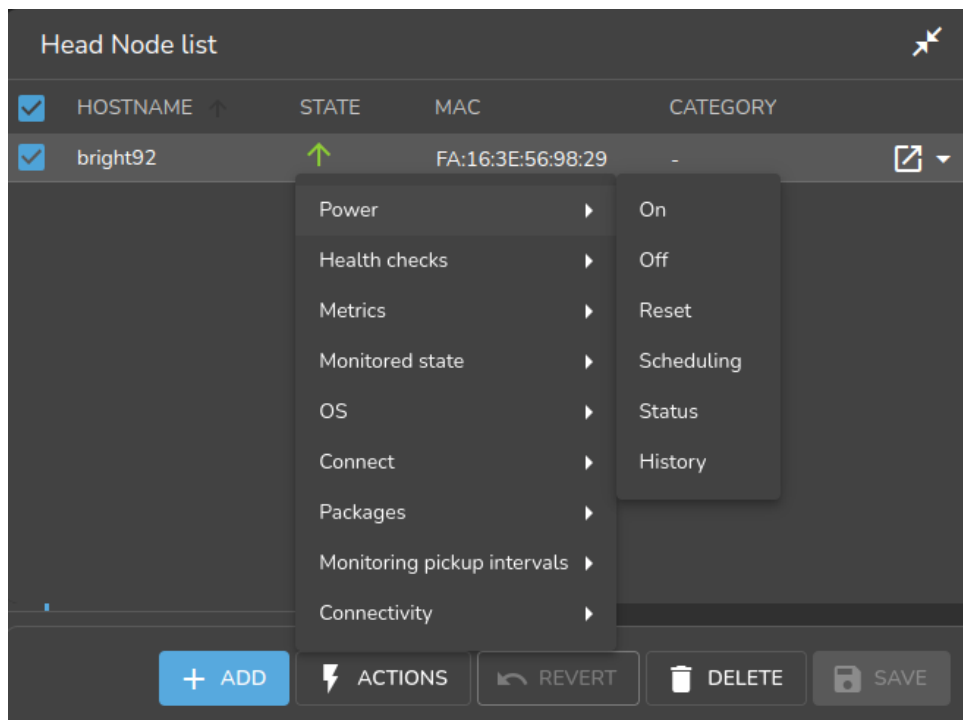 Head Node list
HOSTNAME STATE MAC CATEGORY
bright92 FA:16:3E:56:98:29 -
Power
Health checks
Metrics
Monitored state
OS
Connect
Packages
Monitoring pickup intervals
Connectivity
On
Off
Reset
Scheduling
Status
History
ADD ACTIONS REVERT DELETE SAVE